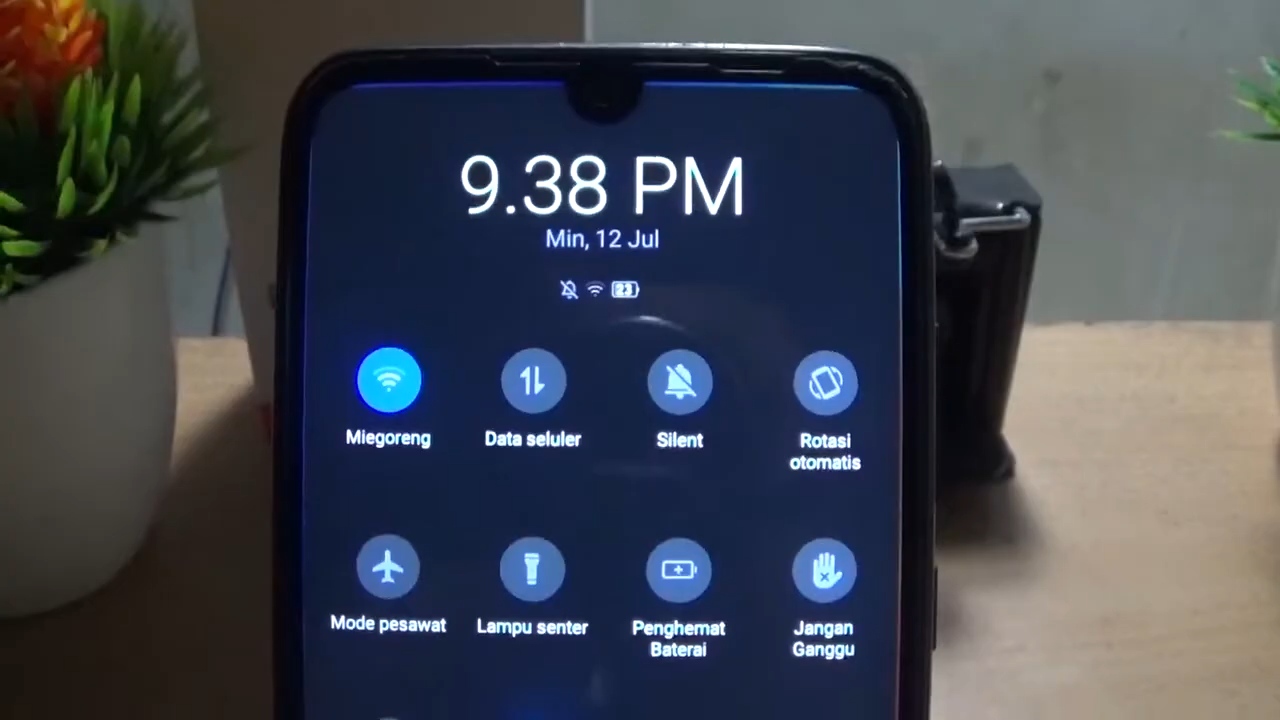 9.38 PM
Min, 12 Jul
23
Miegoreng
Data seluler
Silent
Rotasi
otomatis
Mode pesawat
Lampu senter
Penghemat
Baterai
Jangan
Ganggu